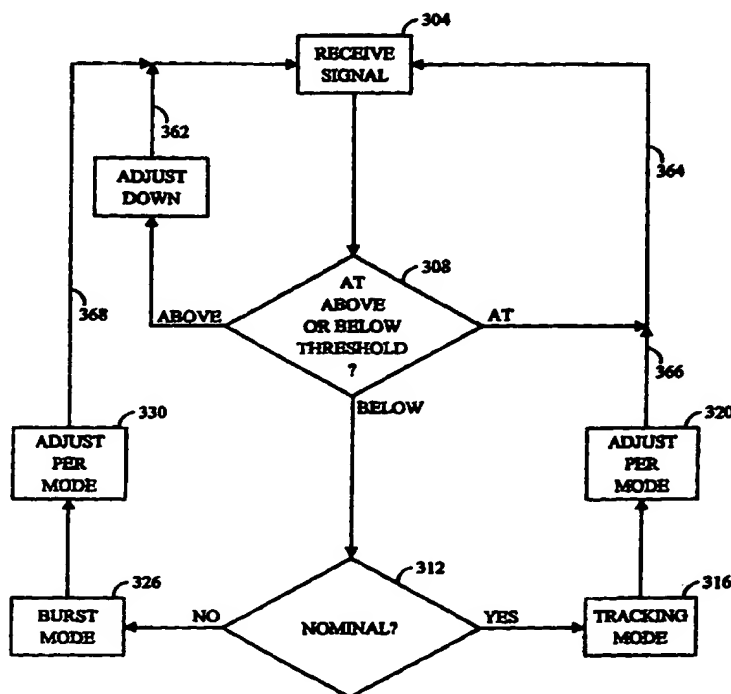 304
RECEIVE
SIGNAL
362
364
ADJUST
DOWN
308
AT
ABOVE
OR BELOW
THRESHOLD
?
ABOVE
AT
368
366
BELOW
330
ADJUST
PER
MODE
320
ADJUST
PER
MODE
326
BURST
MODE
312
NOMINAL?
NO
YES
316
TRACKING
MODE